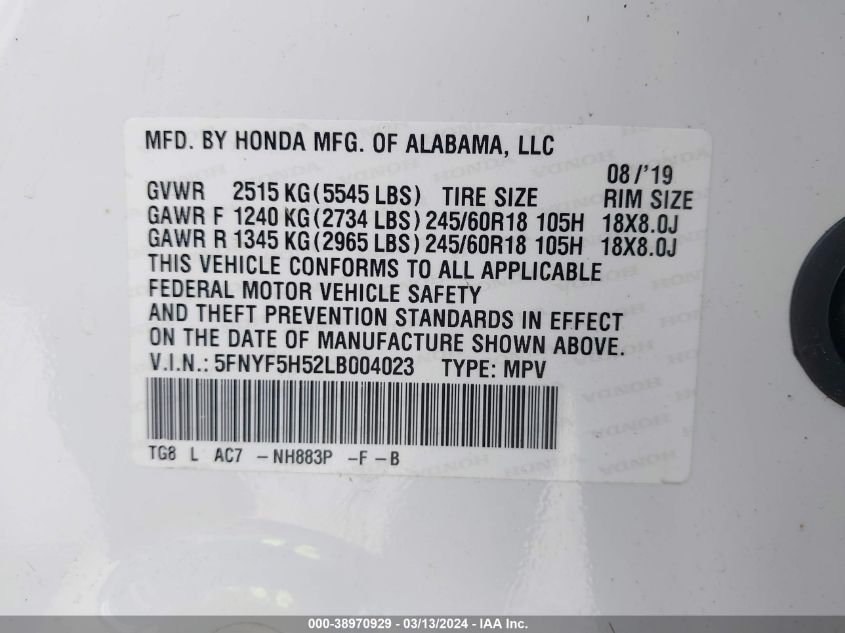 MFD. BY HONDA MFG. OF ALABAMA, LLC
08/'19
GVWR 2515 KG (5545 LBS) TIRE SIZE RIM SIZE
GAWR F 1240 KG (2734 LBS) 245/60R18 105H 18X8.0J
GAWR R 1345 KG (2965 LBS) 245/60R18 105H 18X8.0J
THIS VEHICLE CONFORMS TO ALL APPLICABLE
FEDERAL MOTOR VEHICLE SAFETY
AND THEFT PREVENTION STANDARDS IN EFFECT
ON THE DATE OF MANUFACTURE SHOWN ABOVE.
V.I.N.: 5FNYF5H52LB004023 TYPE: MPV
TG8 L AC7 -NH883P -F-B
000-38970929 - 03/13/2024 - IAA Inc.